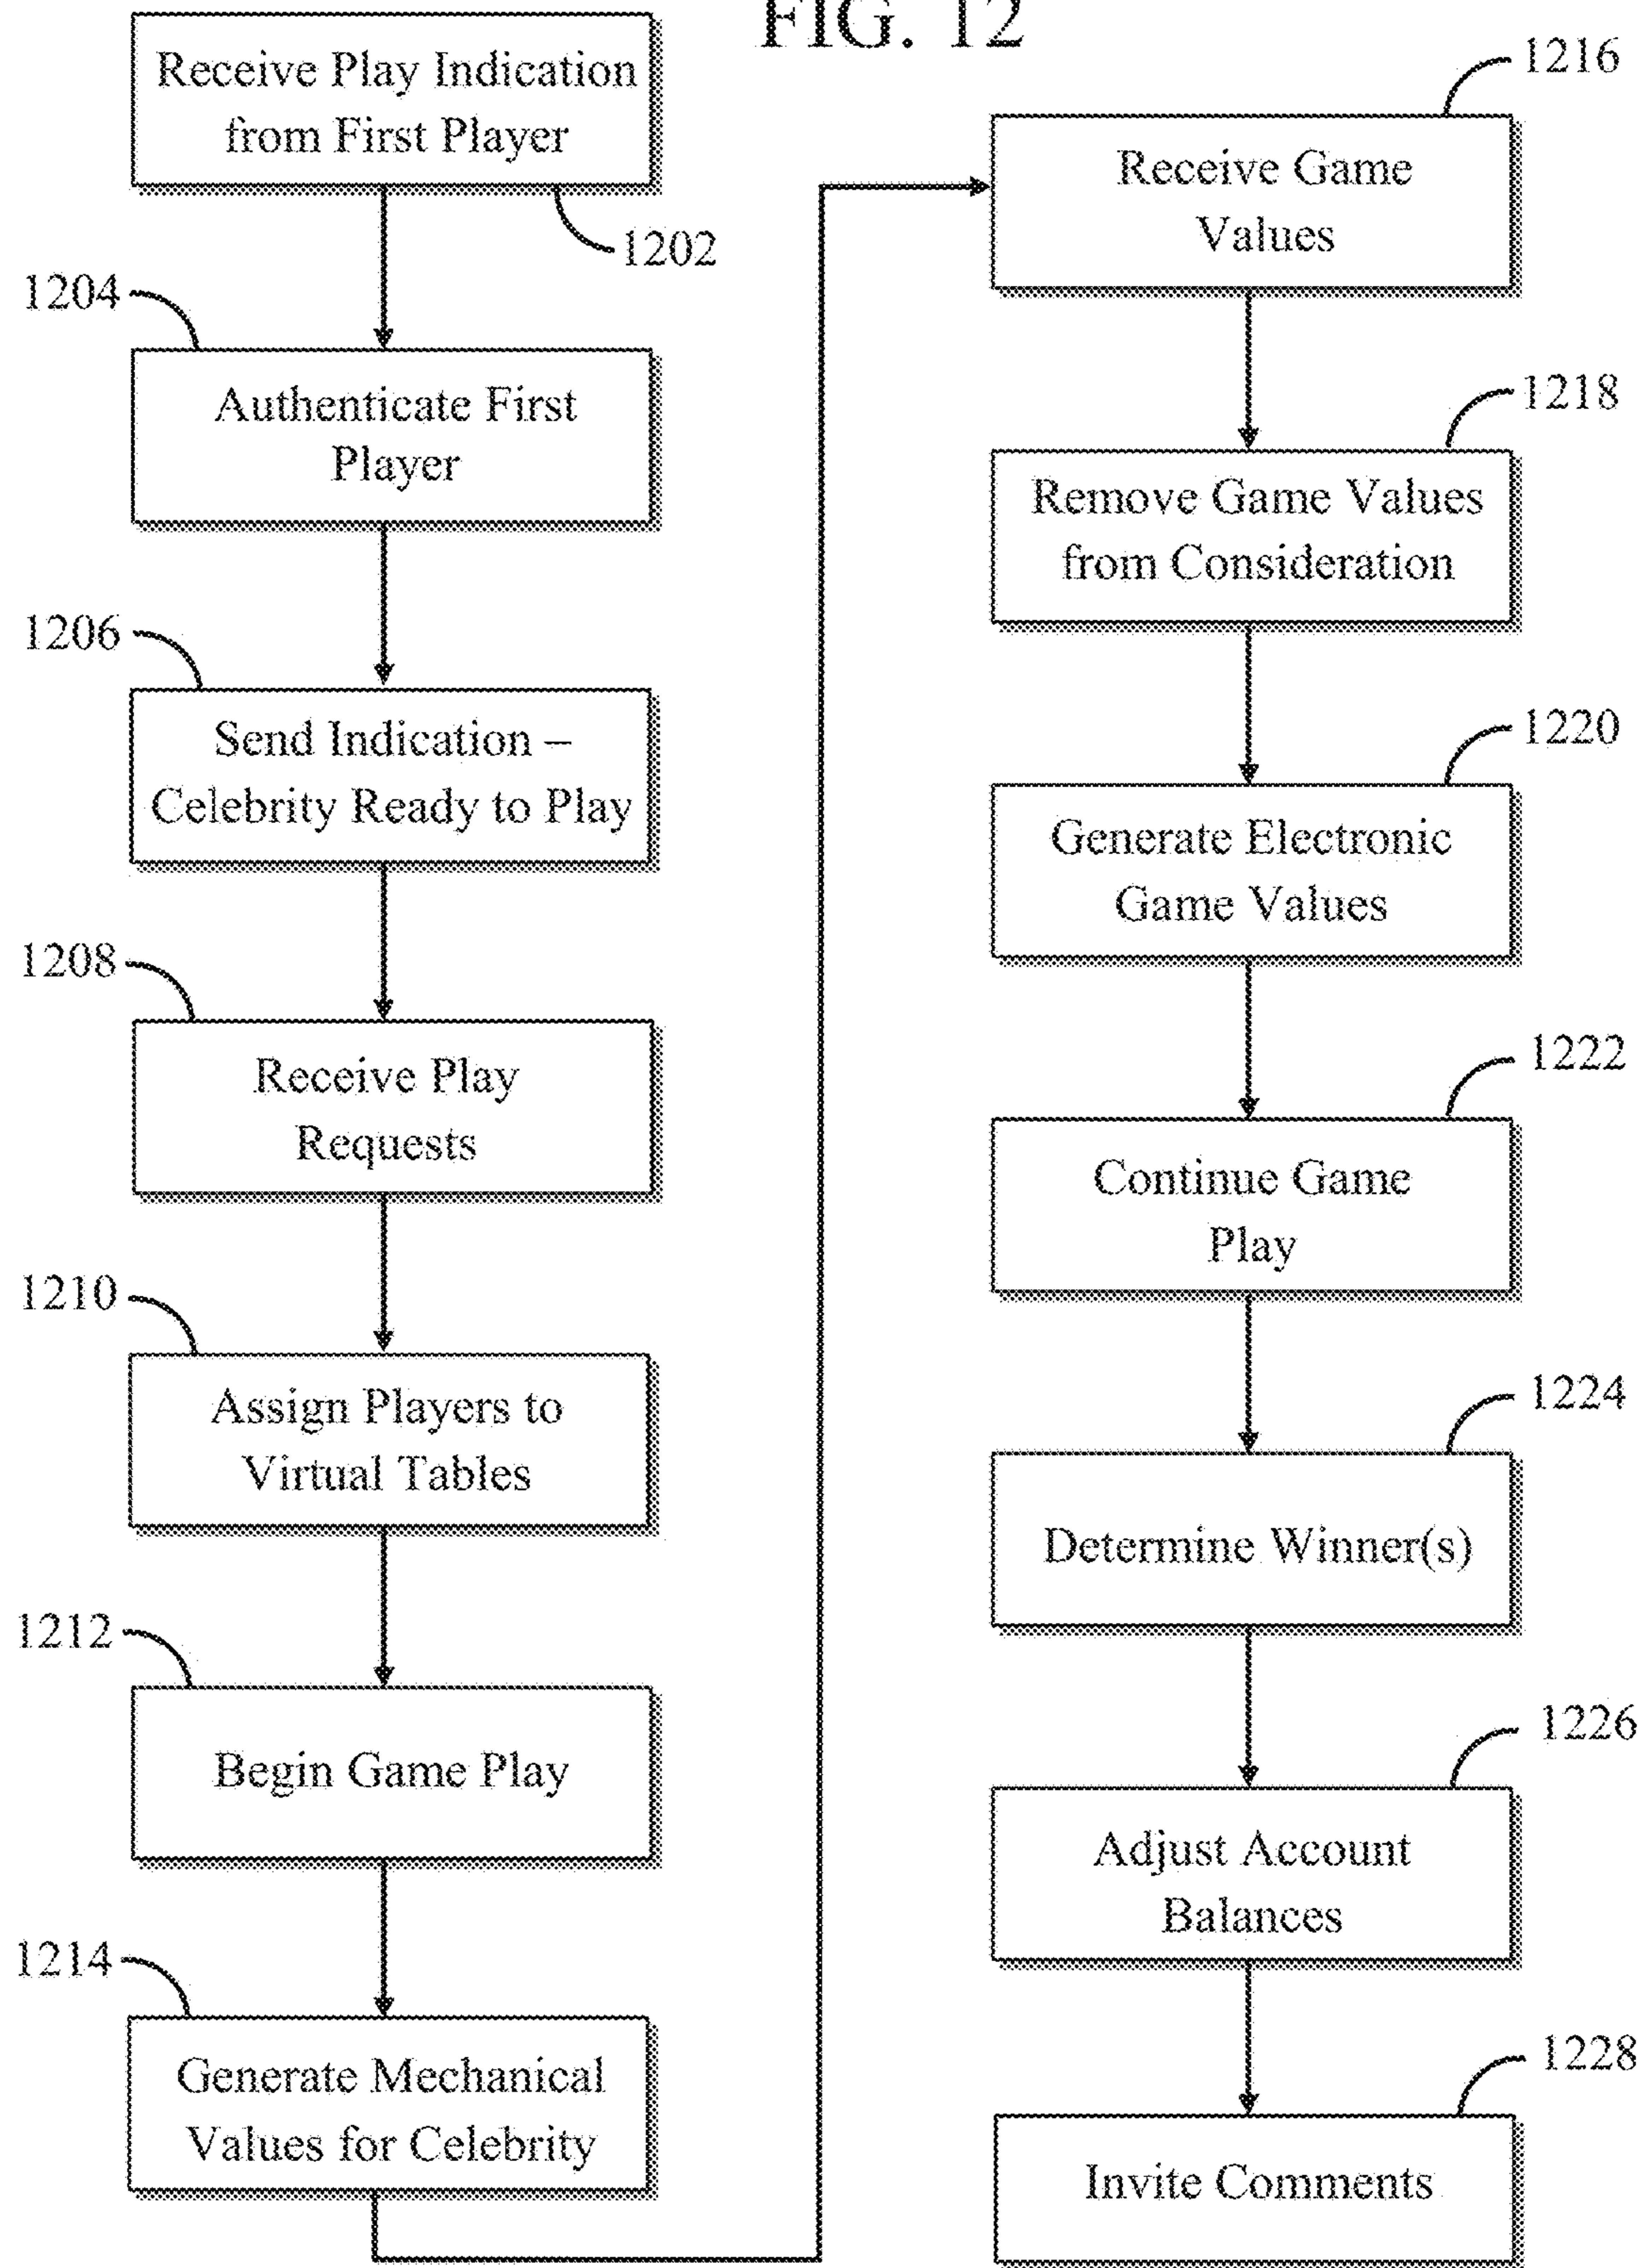 FIG. 12
Receive Play Indication
from First Player
1202
1204
Authenticate First
Player
1206
Send Indication –
Celebrity Ready to Play
1208
Receive Play
Requests
1210
Assign Players to
Virtual Tables
1212
Begin Game Play
1214
Generate Mechanical
Values for Celebrity
1216
Receive Game
Values
1218
Remove Game Values
from Consideration
1220
Generate Electronic
Game Values
1222
Continue Game
Play
1224
Determine Winner(s)
1226
Adjust Account
Balances
1228
Invite Comments